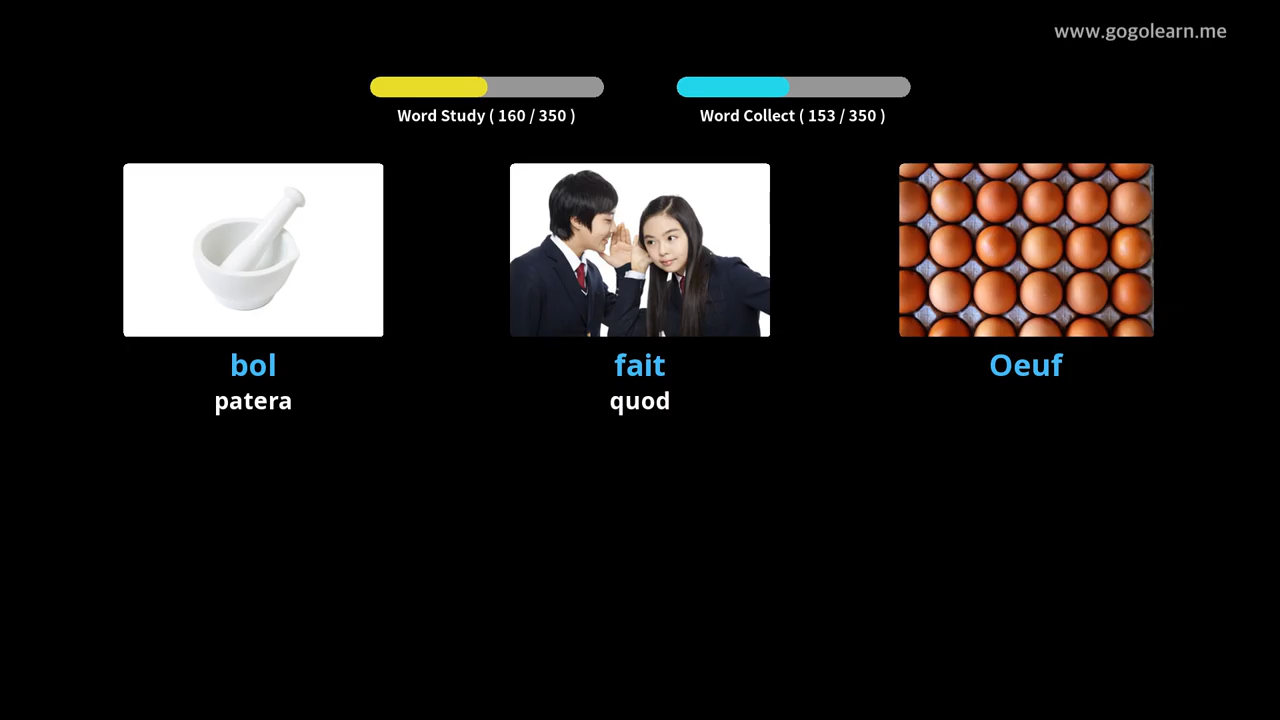 www.gogolearn.me
Word Study ( 160 / 350 )
Word Collect ( 153 / 350 )
bol
patera
fait
quod
Oeuf